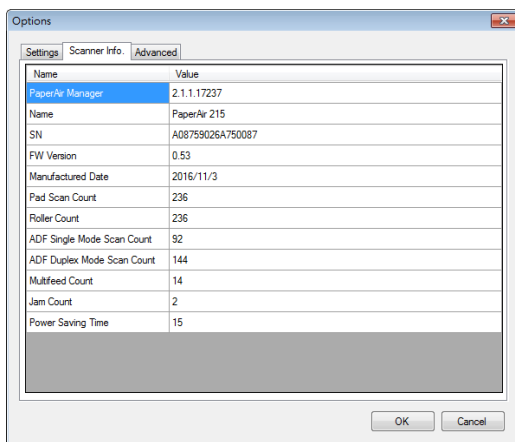 Options
Settings Scanner Info. Advanced
Name Value
PaperAir Manager 2.1.1.17237
Name PaperAir 215
SN A08759026A750087
FW Version 0.53
Manufactured Date 2016/11/3
Pad Scan Count 236
Roller Count 236
ADF Single Mode Scan Count 92
ADF Duplex Mode Scan Count 144
Multifeed Count 14
Jam Count 2
Power Saving Time 15
OK Cancel